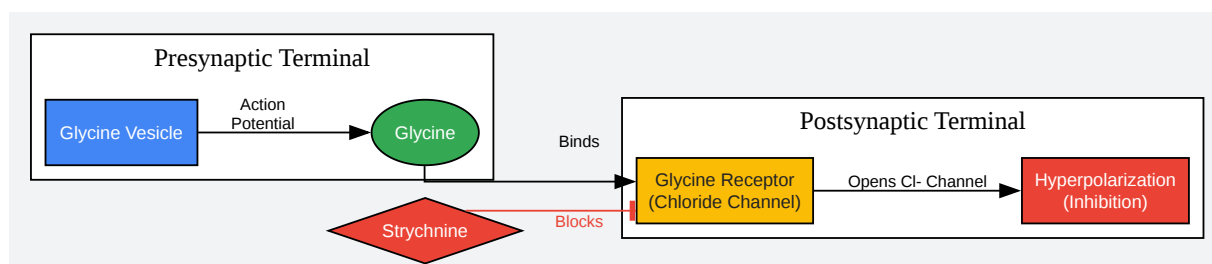 Presynaptic Terminal
Glycine Vesicle
Action
Potential
Glycine
Binds
Postsynaptic Terminal
Glycine Receptor
(Chloride Channel)
Opens Cl- Channel
Hyperpolarization
(Inhibition)
Strychnine
Blocks